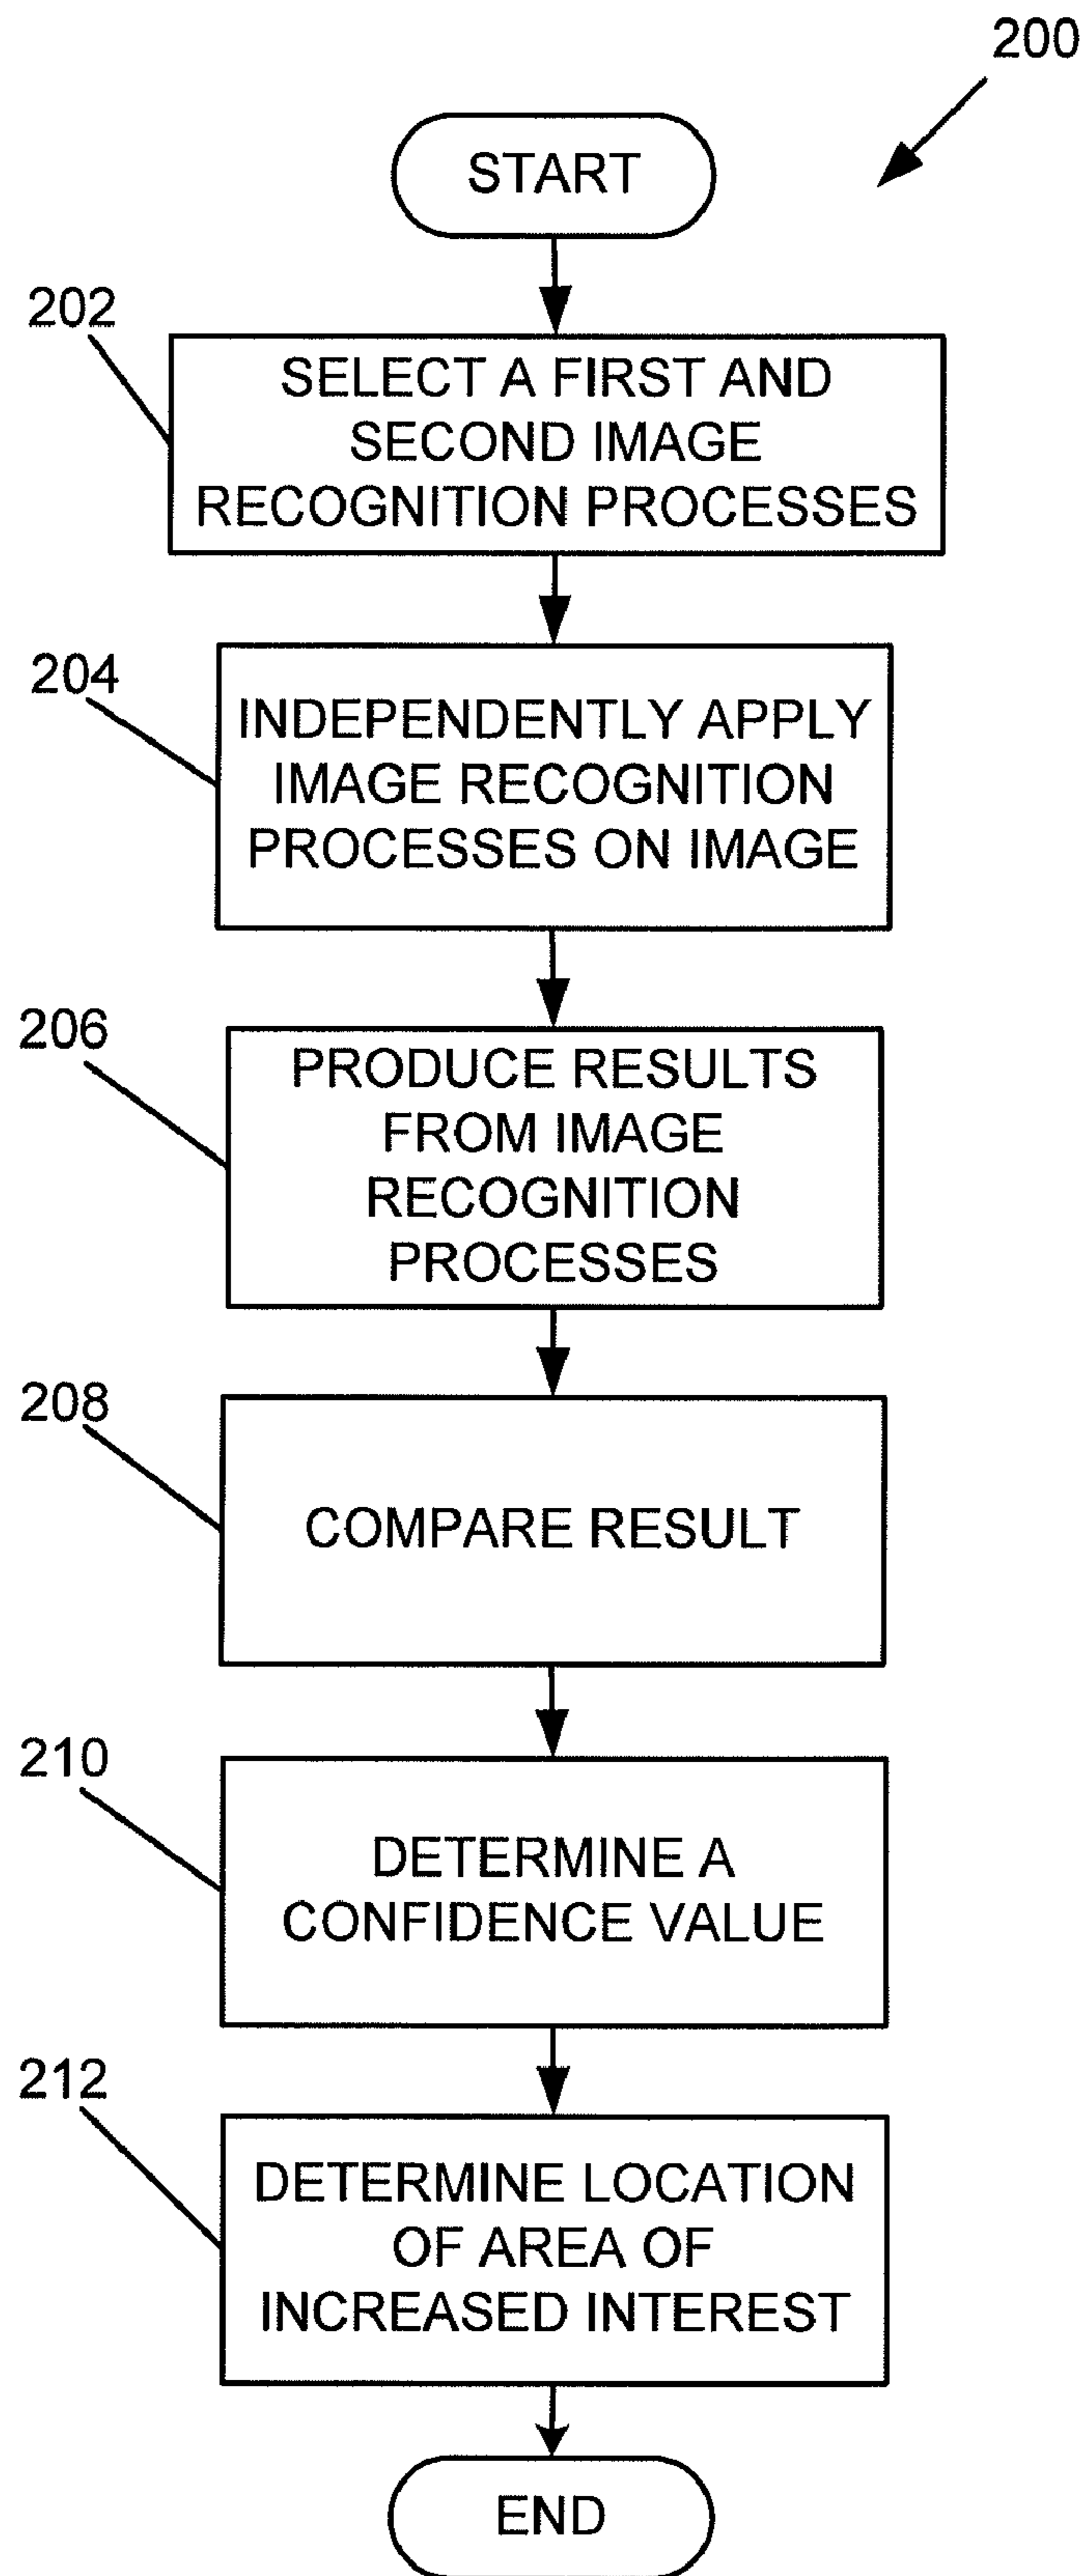 200
START
202
SELECT A FIRST AND
SECOND IMAGE
RECOGNITION PROCESSES
204
INDEPENDENTLY APPLY
IMAGE RECOGNITION
PROCESSES ON IMAGE
206
PRODUCE RESULTS
FROM IMAGE
RECOGNITION
PROCESSES
208
COMPARE RESULT
210
DETERMINE A
CONFIDENCE VALUE
212
DETERMINE LOCATION
OF AREA OF
INCREASED INTEREST
END